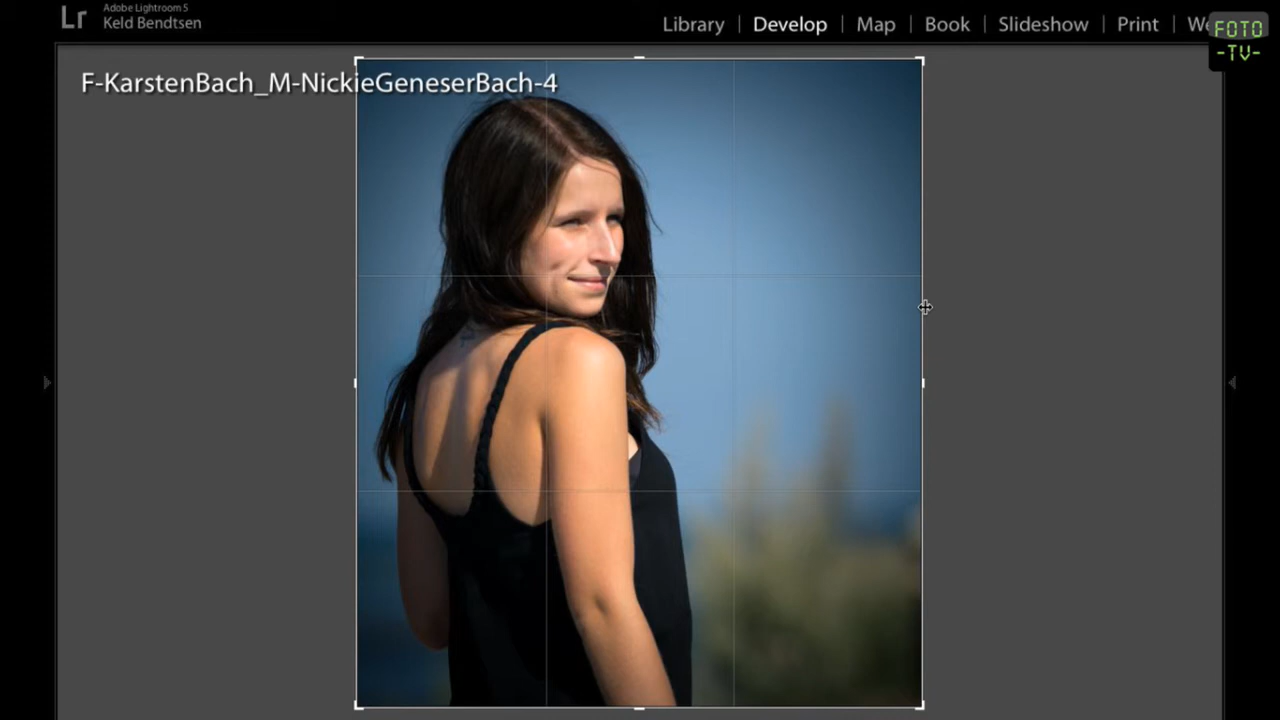 Lr
Adobe Lightroom 5
Keld Bendtsen
Library | Develop | Map | Book | Slideshow | Print |
FOTO
-TV-
F-KarstenBach_M-NickieGeneserBach-4